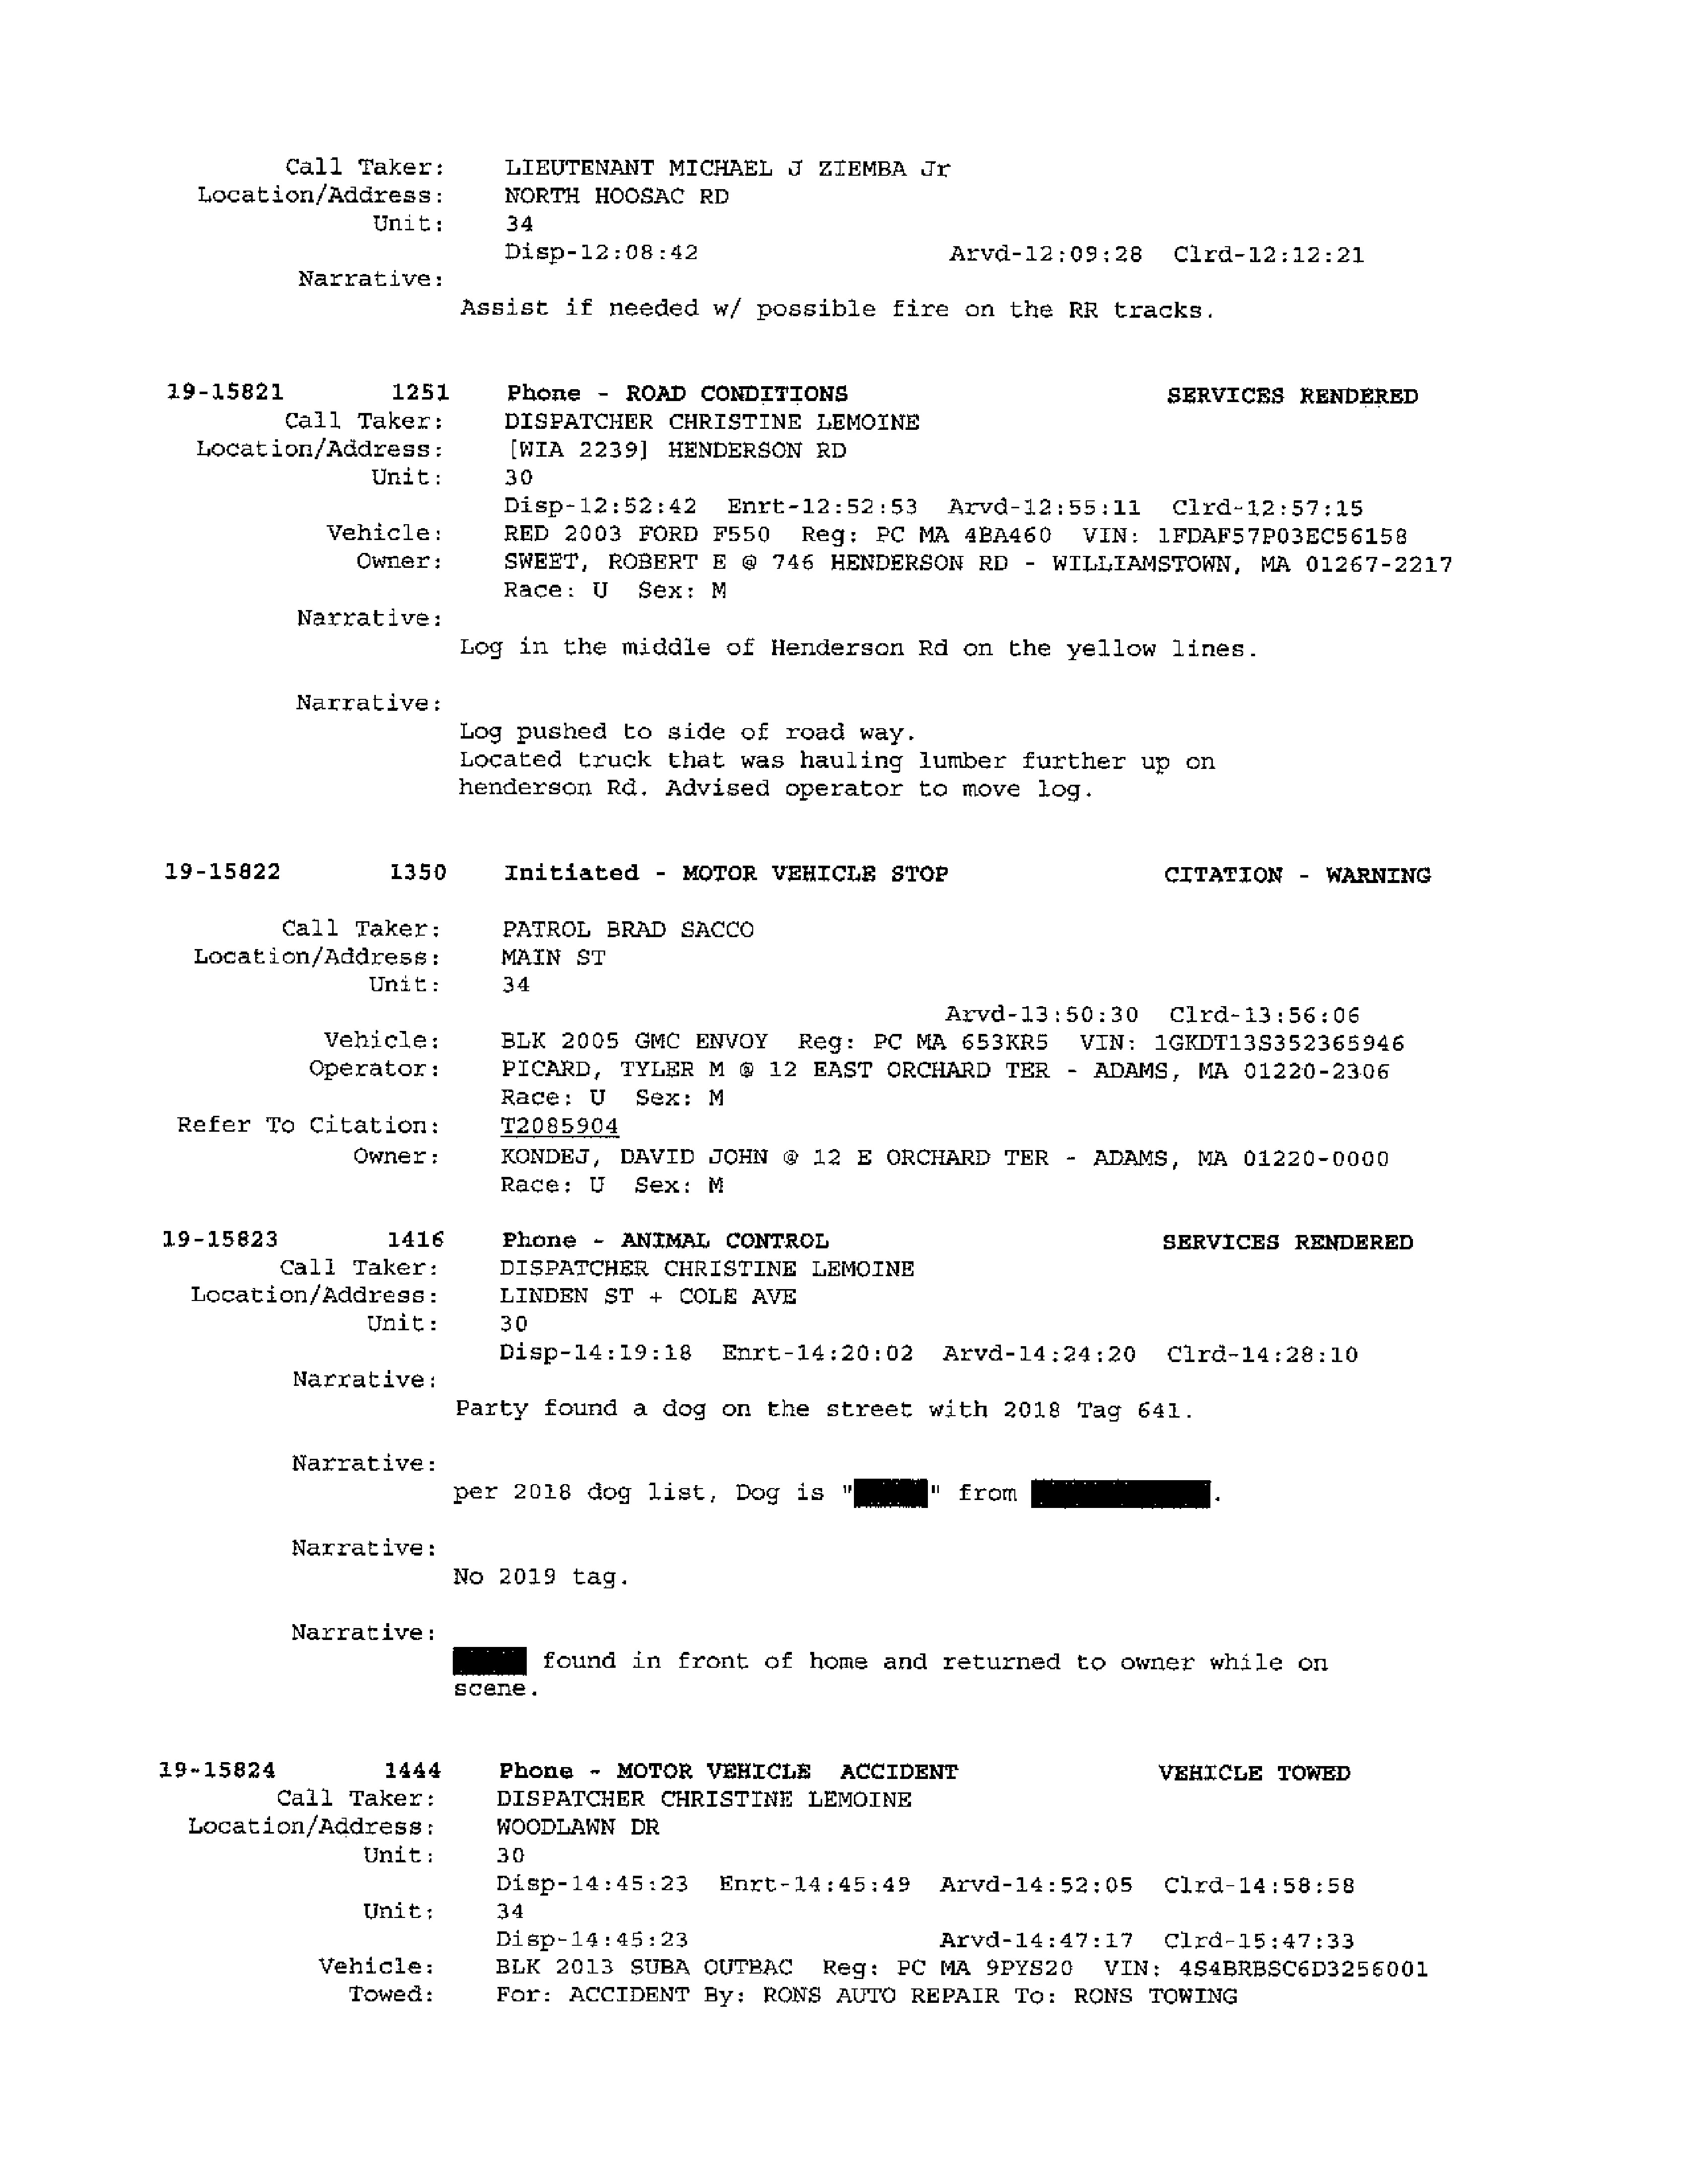 Call Taker: LIEUTENANT MICHAEL J ZIEMBA Jr
Location/Address: NORTH HOOSAC RD
Unit: 34
Disp-12:08:42 Arvd-12:09:28 Clrd-12:12:21
Narrative:
Assist if needed w/ possible fire on the RR tracks.
19-15821 1251 Phone - ROAD CONDITIONS SERVICES RENDERED
Call Taker: DISPATCHER CHRISTINE LEMOINE
Location/Address: [WIA 2239] HENDERSON RD
Unit: 30
Disp-12:52:42 Enrt-12:52:53 Arvd-12:55:11 Clrd-12:57:15
Vehicle: RED 2003 FORD F550 Reg: PC MA 4BA460 VIN: 1FDAF57P03EC56158
Owner: SWEET, ROBERT E @ 746 HENDERSON RD - WILLIAMSTOWN, MA 01267-2217
Race: U Sex: M
Narrative:
Log in the middle of Henderson Rd on the yellow lines.
Narrative:
Log pushed to side of road way.
Located truck that was hauling lumber further up on
henderson Rd. Advised operator to move log.
19-15822 1350 Initiated - MOTOR VEHICLE STOP CITATION - WARNING
Call Taker: PATROL BRAD SACCO
Location/Address: MAIN ST
Unit: 34
Arvd-13:50:30 Clrd-13:56:06
Vehicle: BLK 2005 GMC ENVOY Reg: PC MA 653KR5 VIN: 1GKDT13S352365946
Operator: PICARD, TYLER M @ 12 EAST ORCHARD TER - ADAMS, MA 01220-2306
Race: U Sex: M
Refer To Citation: T2085904
Owner: KONDEJ, DAVID JOHN @ 12 E ORCHARD TER - ADAMS, MA 01220-0000
Race: U Sex: M
19-15823 1416 Phone - ANIMAL CONTROL SERVICES RENDERED
Call Taker: DISPATCHER CHRISTINE LEMOINE
Location/Address: LINDEN ST + COLE AVE
Unit: 30
Disp-14:19:18 Enrt-14:20:02 Arvd-14:24:20 Clrd-14:28:10
Narrative:
Party found a dog on the street with 2018 Tag 641.
Narrative:
per 2018 dog list, Dog is "" from .
Narrative:
No 2019 tag.
Narrative:
found in front of home and returned to owner while on
scene.
19-15824 1444 Phone - MOTOR VEHICLE ACCIDENT VEHICLE TOWED
Call Taker: DISPATCHER CHRISTINE LEMOINE
Location/Address: WOODLAWN DR
Unit: 30
Disp-14:45:23 Enrt-14:45:49 Arvd-14:52:05 Clrd-14:58:58
Unit: 34
Disp-14:45:23 Arvd-14:47:17 Clrd-15:47:33
Vehicle: BLK 2013 SUBA OUTBAC Reg: PC MA 9PYS20 VIN: 4S4BRBSC6D3256001
Towed: For: ACCIDENT By: RONS AUTO REPAIR To: RONS TOWING